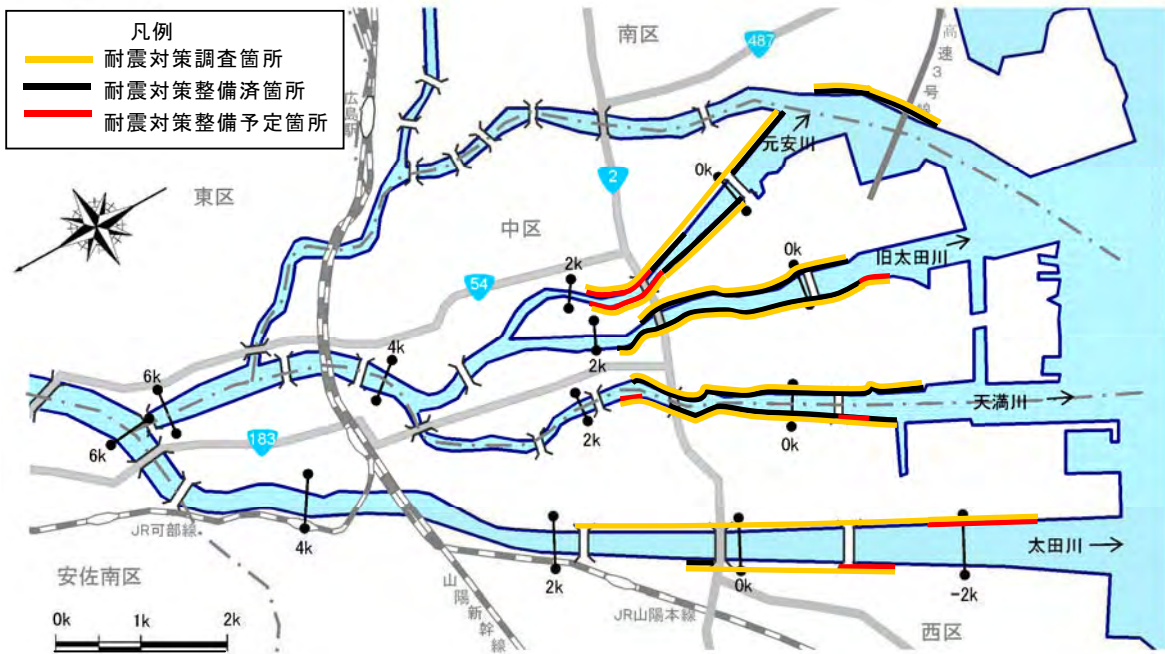 凡例
耐震対策調査箇所
耐震対策整備済箇所
耐震対策整備予定箇所
南区
487
高速3号線
広島駅
元安川
0k
2
東区
中区
旧太田川
0k
54
2k
2k
4k
6k
6k
天満川
2k
0k
183
JR可部線
4k
太田川
2k
0k
-2k
安佐南区
山陽新幹線
JR山陽本線
西区
0k 1k 2k